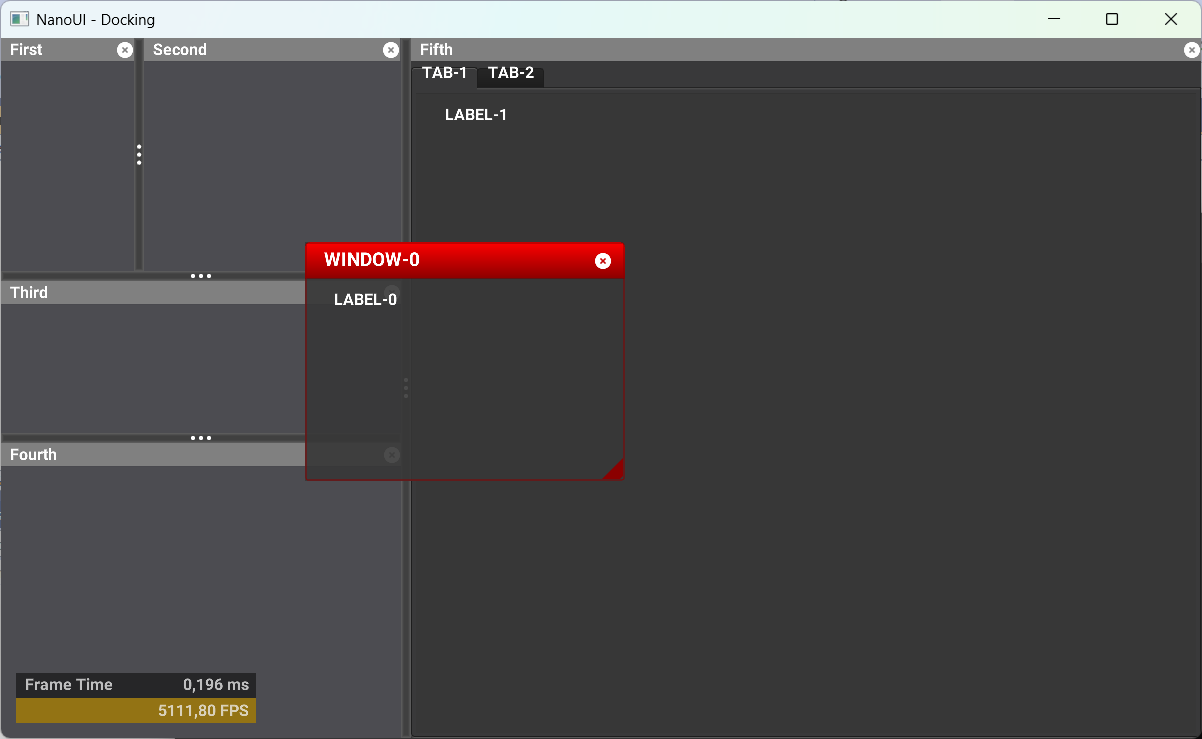 NanoUI - Docking
First
Second
Fifth
TAB-1
TAB-2
LABEL-1
WINDOW-0
LABEL-0
Third
Fourth
Frame Time 0,196 ms
5111,80 FPS